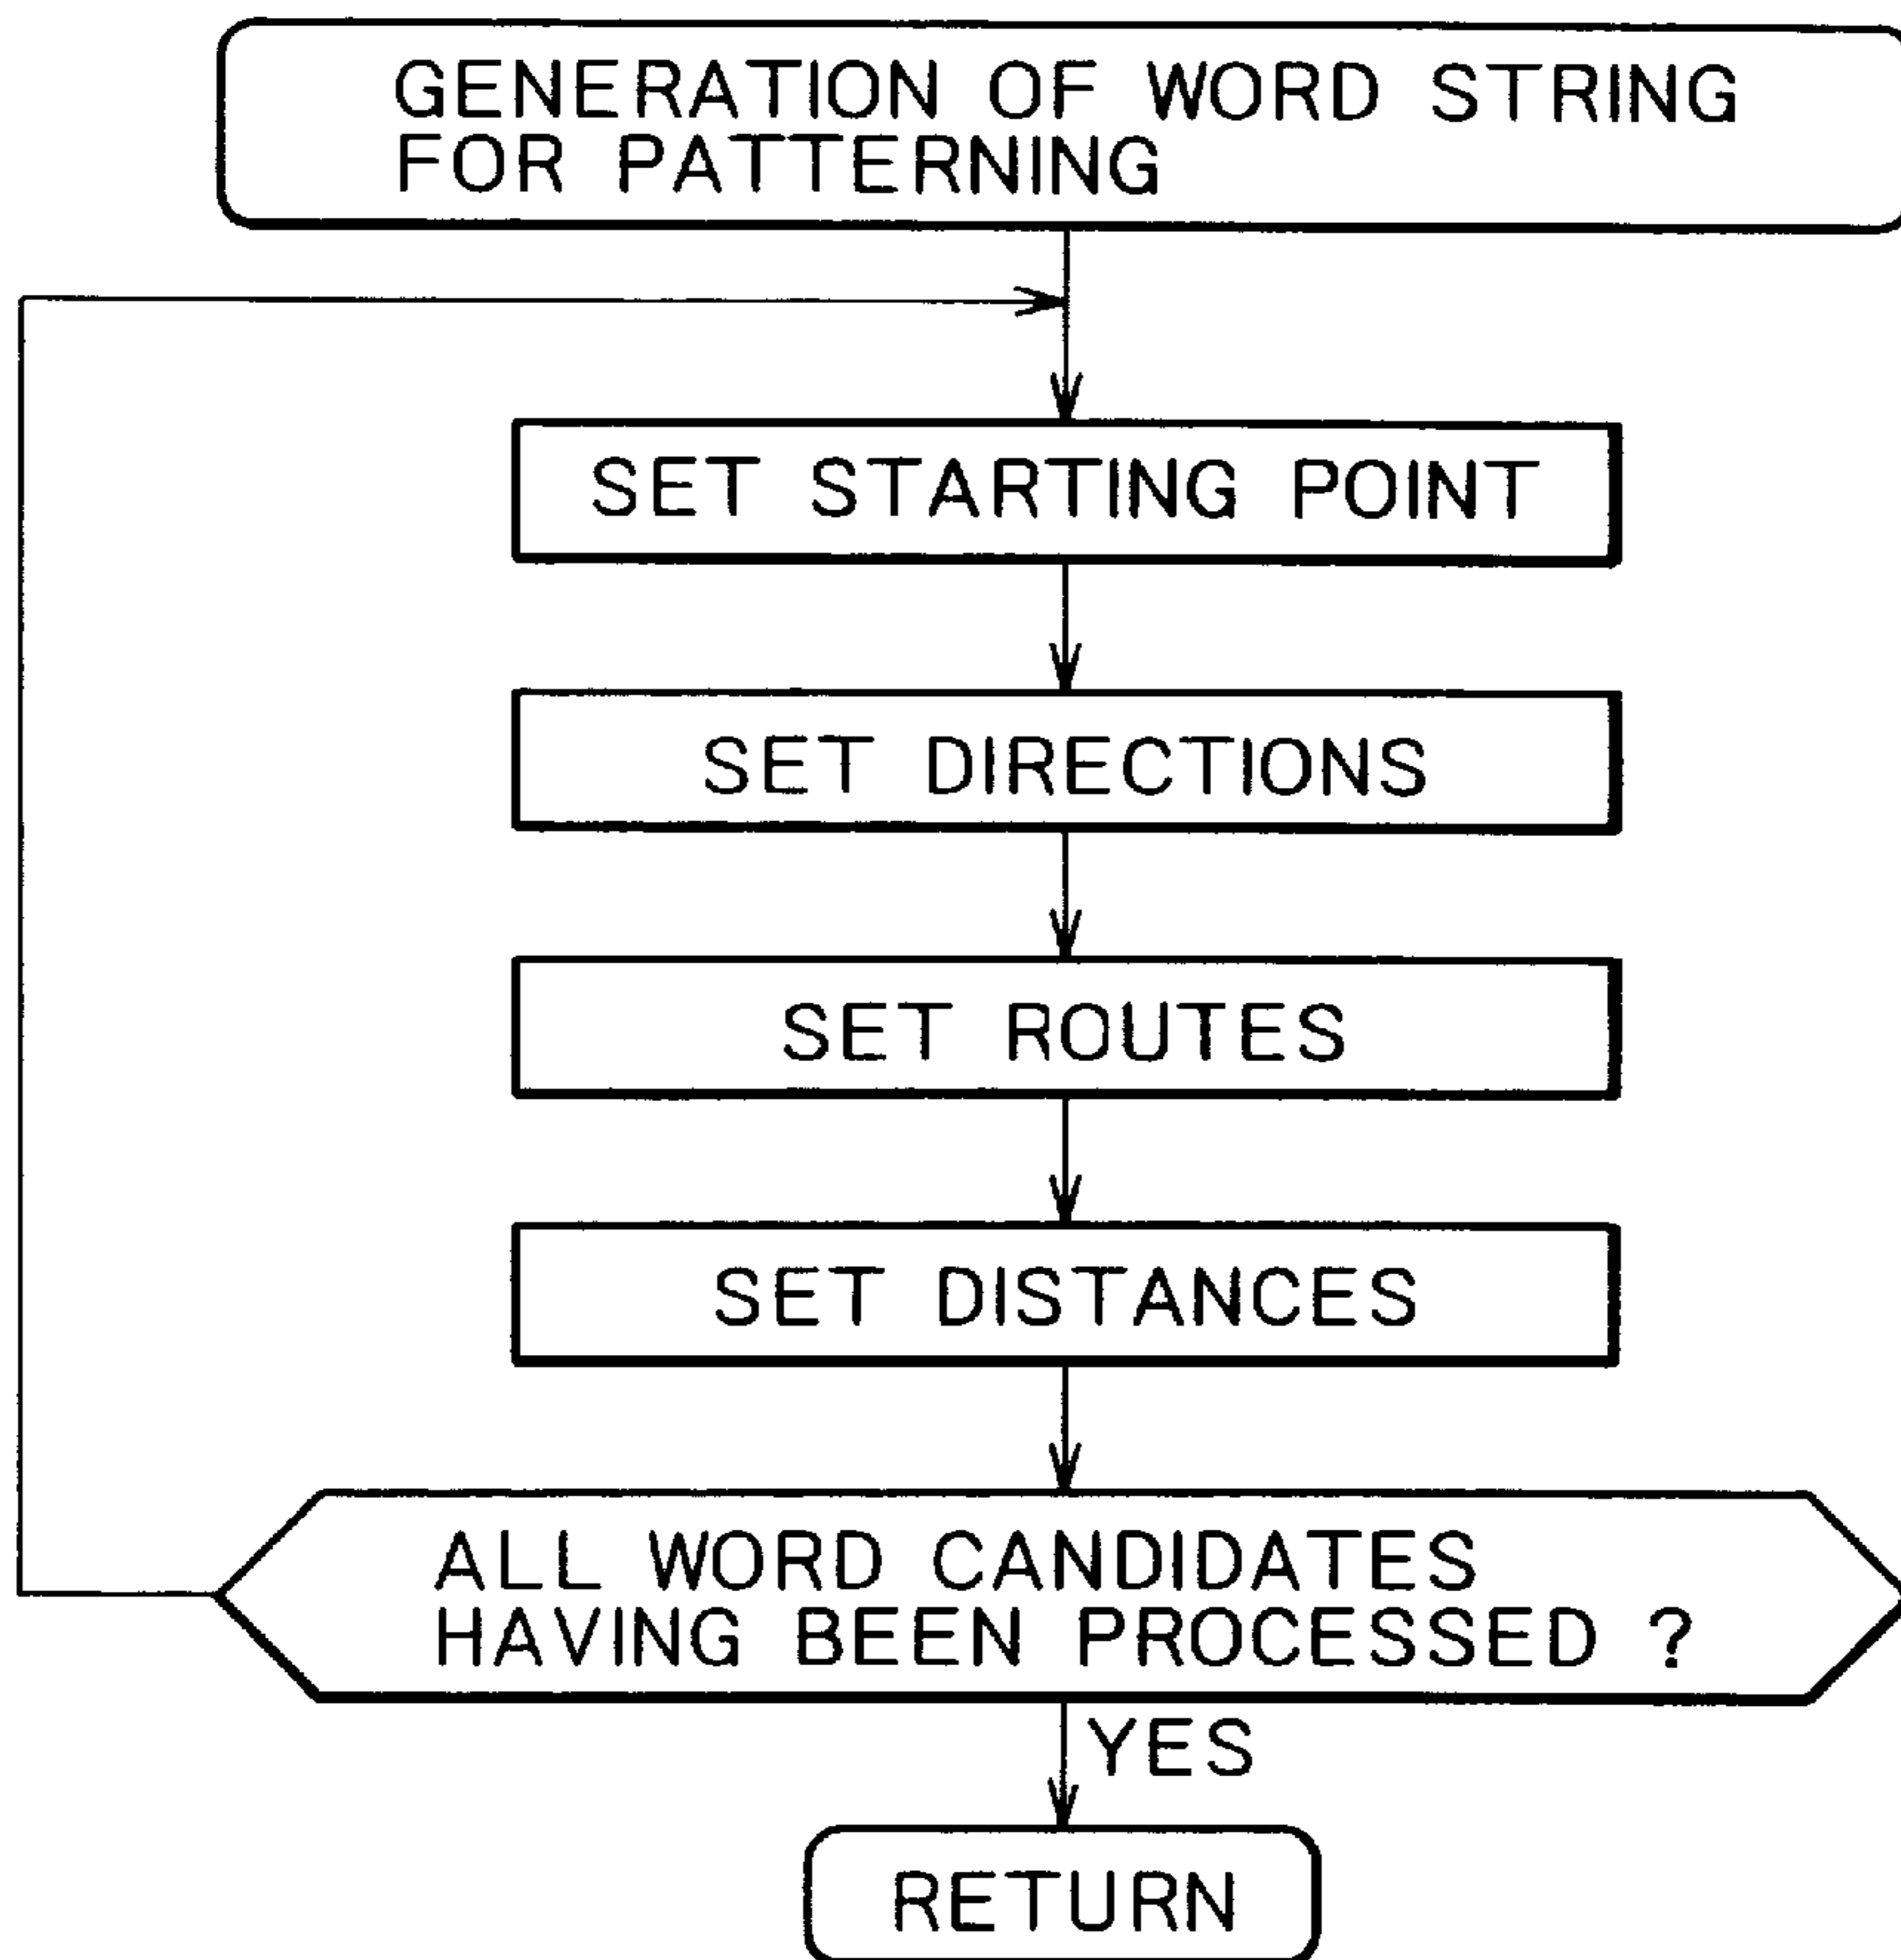 GENERATION OF WORD STRING
FOR PATTERNING
SET STARTING POINT
SET DIRECTIONS
SET ROUTES
SET DISTANCES
ALL WORD CANDIDATES
HAVING BEEN PROCESSED ?
YES
RETURN